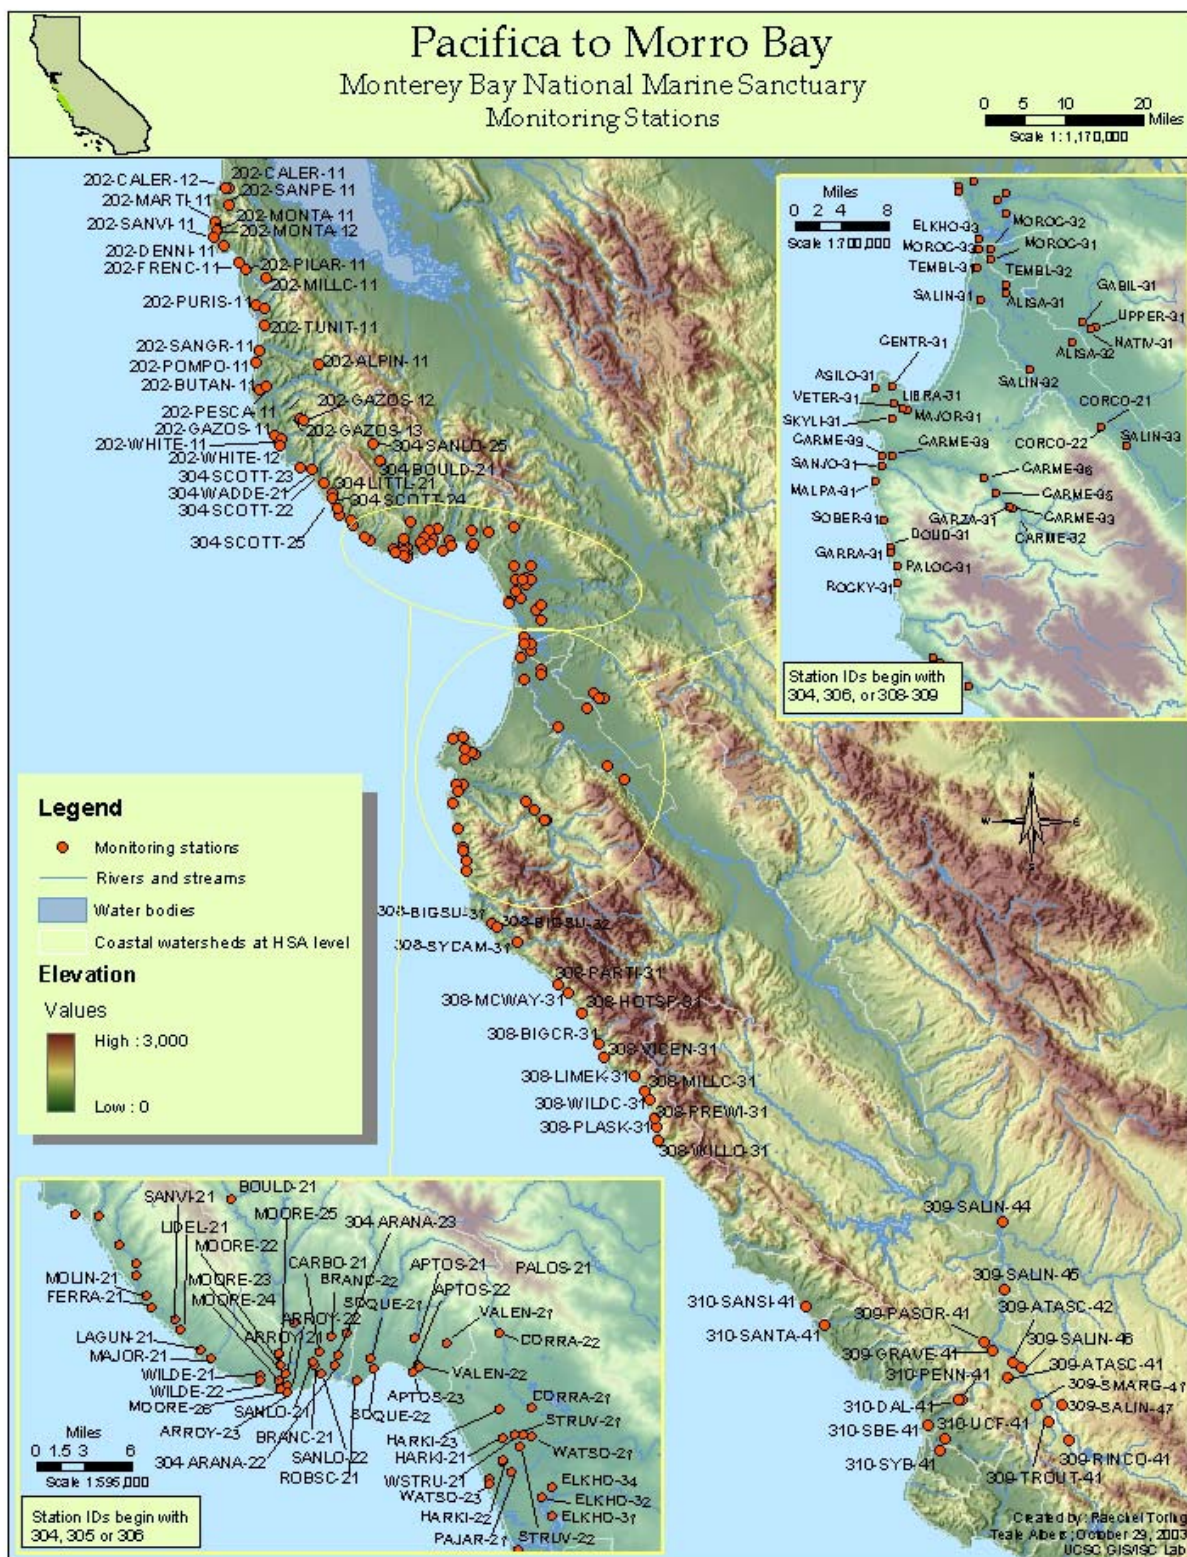 Pacifica to Morro Bay
Monterey Bay National Marine Sanctuary
Monitoring Stations
0 5 10 20
Miles
Scale 1:1,170,000
202-CALER-12
202-CALER-11
202-SANPE-11
202-MARTI-11
202-MONTA-11
202-SANVI-11
202-MONTA-12
202-DENNI-11
202-FRENC-11
202-PILAR-11
202-MILLC-11
202-PURIS-11
202-TUNIT-11
202-SANGR-11
202-POMPO-11
202-ALPIN-11
202-BUTAN-11
202-GAZOS-12
202-PESCA-11
202-GAZOS-11
202-GAZOS-13
202-WHITE-11
304-SANLO-25
202-WHITE-12
304-BOULD-21
304-SCOTT-23
304-LITTL-21
304-WADDE-21
304-SCOTT-24
304-SCOTT-22
304-SCOTT-25
Miles
0 2 4 8
Scale 1:700,000
ELKHO-33
MOROC-32
MOROC-33
MOROC-31
TEMBL-31
TEMBL-32
GABIL-31
SALIN-31
ALISA-31
UPPER-31
CENTR-31
NATIV-31
ALISA-32
ASILO-31
SALIN-32
VETER-31
LIBRA-31
CORCO-21
SKYLI-31
MAJOR-31
CARME-39
CARME-38
CORCO-22
SALIN-33
SANJO-31
CARME-36
MALPA-31
CARME-35
SOBER-31
GARZA-31
CARME-33
DOUD-31
CARME-32
GARRA-31
PALOC-31
ROCKY-31
Station IDs begin with
304, 306, or 308-309
Legend
Monitoring stations
Rivers and streams
Water bodies
Coastal watersheds at HSA level
Elevation
Values
High : 3,000
Low : 0
N
W E
S
308-BIGSU-31
308-BIGSU-32
308-SYCAM-31
308-PARTI-31
308-MCWAY-31
308-HOTSP-31
308-BIGCR-31
308-VICEN-31
308-LIMEK-31
308-MILLC-31
308-WILDC-31
308-PREWI-31
308-PLASK-31
308-WILLO-31
309-SALIN-44
309-SALIN-45
310-SANSI-41
309-PASOR-41
309-ATASC-42
310-SANTA-41
309-SALIN-46
309-GRAVE-41
309-ATASC-41
310-PENN-41
309-SMARG-41
310-DAL-41
309-SALIN-47
310-SBE-41
310-UCF-41
310-SYB-41
309-RINCO-41
309-TROUT-41
SANVI-21
BOULD-21
LIDEL-21
MOORE-25
304-ARANA-23
MOORE-22
CARBO-21
APTOS-21
PALOS-21
MOLIN-21
MOORE-23
BRANC-22
APTOS-22
FERRA-21
MOORE-24
ARROY-22
SOQUE-21
VALEN-21
LAGUN-21
ARROY-21
CORRA-22
MAJOR-21
WILDE-21
VALEN-22
WILDE-22
APTOS-23
CORRA-21
MOORE-26
SANLO-21
SOQUE-22
STRUV-21
ARROY-23
BRANC-21
HARKI-23
WATSO-21
304-ARANA-22
SANLO-22
HARKI-21
ROBSC-21
WSTRU-21
ELKHO-34
WATSO-23
ELKHO-32
HARKI-22
ELKHO-31
PAJAR-21
STRUV-22
Miles
0 1.5 3 6
Scale 1:595,000
Station IDs begin with
304, 305 or 306
Created by: Raechel Torling
Teale Albers; October 29, 2003
UCSC GIS/ISC Lab